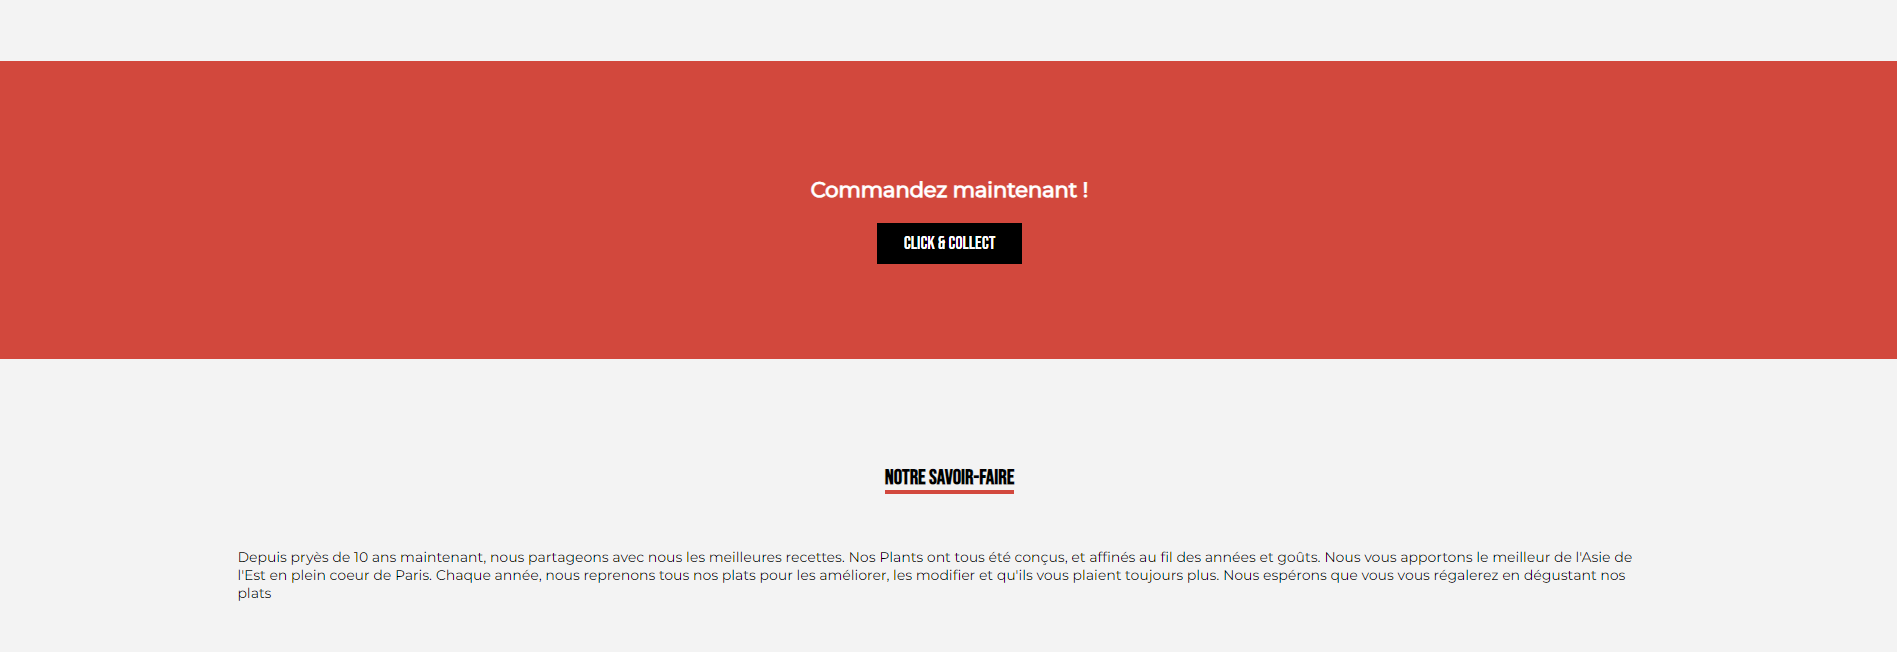 Commandez maintenant !
CLICK & COLLECT
NOTRE SAVOIR-FAIRE
Depuis pryès de 10 ans maintenant, nous partageons avec nous les meilleures recettes. Nos Plants ont tous été conçus, et affinés au fil des années et goûts. Nous vous apportons le meilleur de l'Asie de
l'Est en plein coeur de Paris. Chaque année, nous reprenons tous nos plats pour les améliorer, les modifier et qu'ils vous plaient toujours plus. Nous espérons que vous vous régalerez en dégustant nos
plats